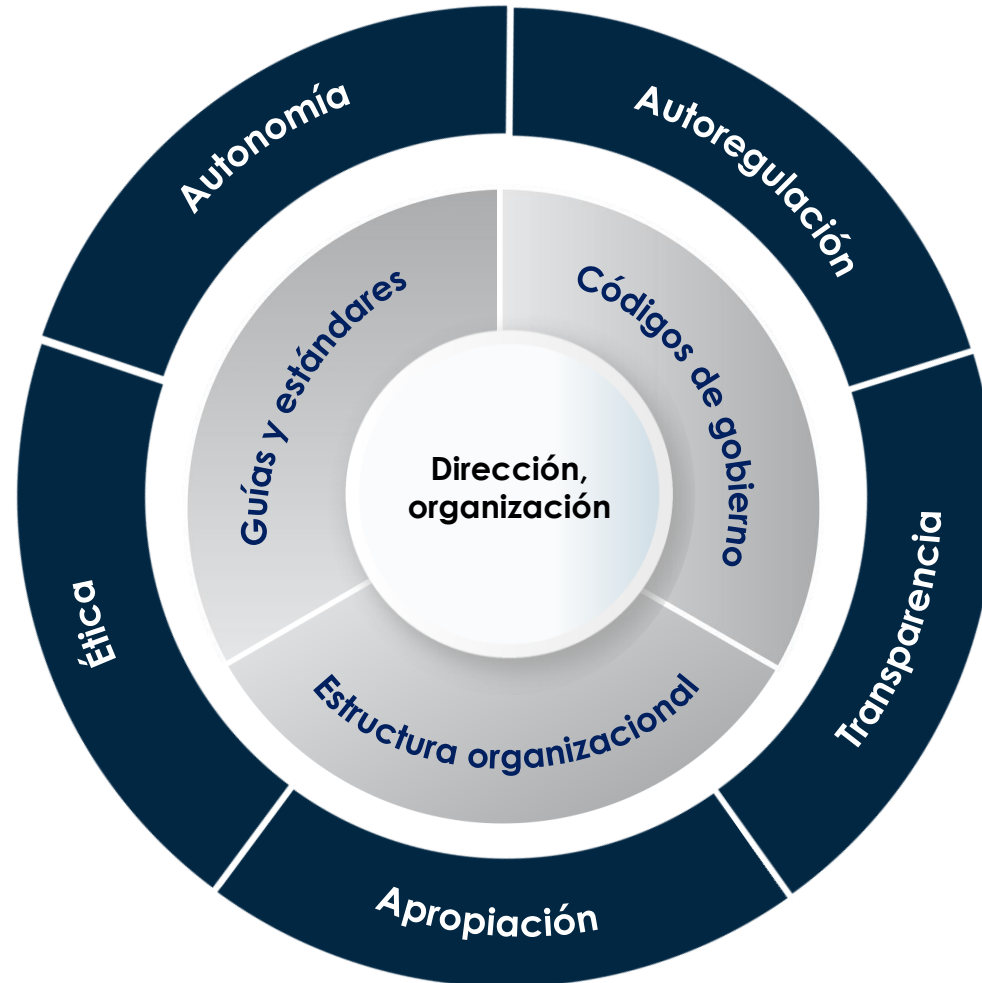 Autonomía
Autoregulación
Transparencia
Apropiación
Ética
Guías y estándares
Códigos de gobierno
Estructura organizacional
Dirección,
organización